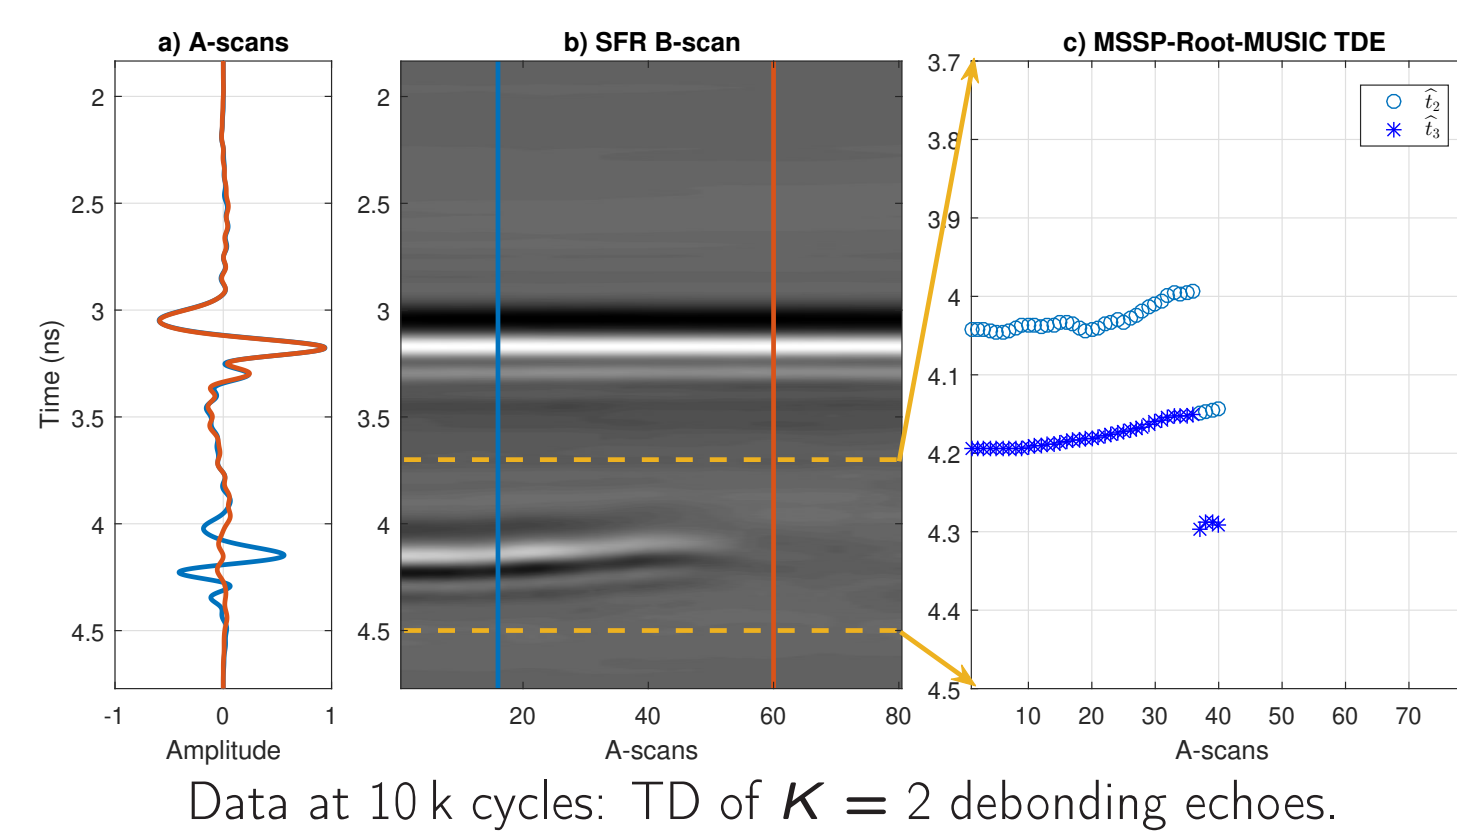 a) A-scans
b) SFR B-scan
c) MSSP-Root-MUSIC TDE
Time (ns)
2
2.5
3
3.5
4
4.5
-1 0 1
Amplitude
2
2.5
3
3.5
4
4.5
20 40 60 80
A-scans
3.7
3.8
3.9
4
4.1
4.2
4.3
4.4
4.5
10 20 30 40 50 60 70
A-scans
t̂₂
t̂₃
Data at 10 k cycles: TD of K = 2 debonding echoes.